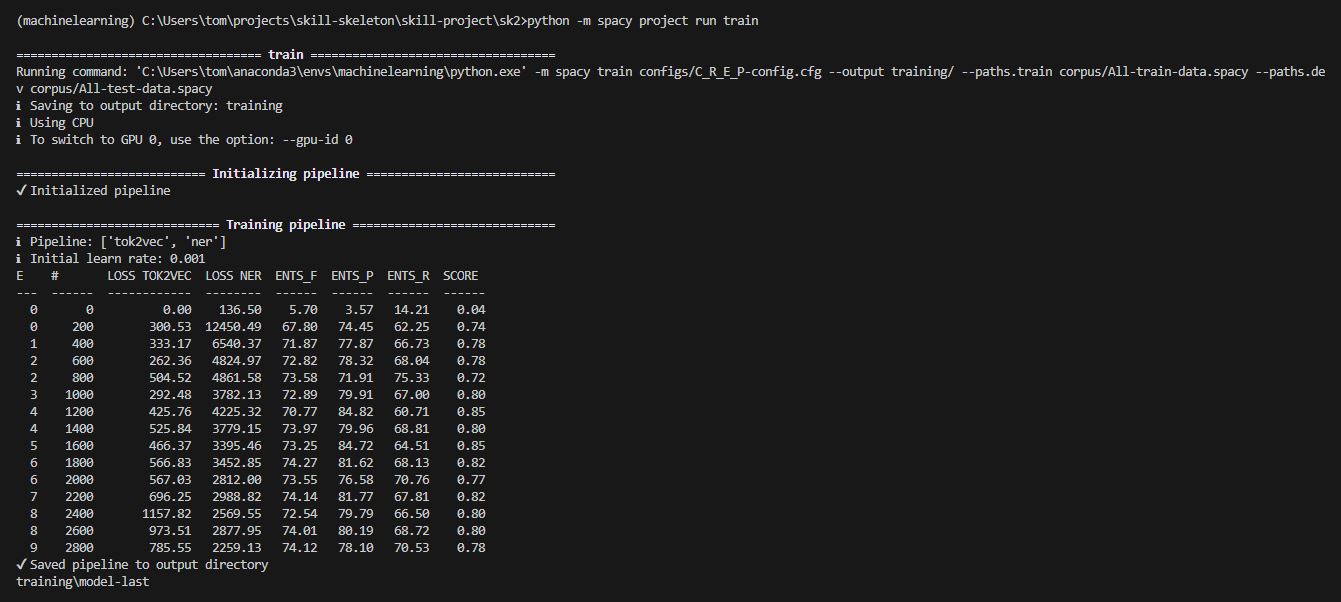 (machinelearning) C:\Users\tom\projects\skill-skeleton\skill-project\sk2>python -m spacy project run train
=================================== train ===================================
Running command: 'C:\Users\tom\anaconda3\envs\machinelearning\python.exe' -m spacy train configs/C_R_E_P-config.cfg --output training/ --paths.train corpus/All-train-data.spacy --paths.de
v corpus/All-test-data.spacy
ℹ Saving to output directory: training
ℹ Using CPU
ℹ To switch to GPU 0, use the option: --gpu-id 0
=========================== Initializing pipeline ===========================
✔ Initialized pipeline
============================= Training pipeline =============================
ℹ Pipeline: ['tok2vec', 'ner']
ℹ Initial learn rate: 0.001
E    #       LOSS TOK2VEC  LOSS NER  ENTS_F  ENTS_P  ENTS_R  SCORE
---  ------  ------------  --------  ------  ------  ------  ------
  0       0          0.00    136.50    5.70    3.57   14.21    0.04
  0     200        300.53  12450.49   67.80   74.45   62.25    0.74
  1     400        333.17   6540.37   71.87   77.87   66.73    0.78
  2     600        262.36   4824.97   72.82   78.32   68.04    0.78
  2     800        504.52   4861.58   73.58   71.91   75.33    0.72
  3    1000        292.48   3782.13   72.89   79.91   67.00    0.80
  4    1200        425.76   4225.32   70.77   84.82   60.71    0.85
  4    1400        525.84   3779.15   73.97   79.96   68.81    0.80
  5    1600        466.37   3395.46   73.25   84.72   64.51    0.85
  6    1800        566.83   3452.85   74.27   81.62   68.13    0.82
  6    2000        567.03   2812.00   73.55   76.58   70.76    0.77
  7    2200        696.25   2988.82   74.14   81.77   67.81    0.82
  8    2400       1157.82   2569.55   72.54   79.79   66.50    0.80
  8    2600        973.51   2877.95   74.01   80.19   68.72    0.80
  9    2800        785.55   2259.13   74.12   78.10   70.53    0.78
✔ Saved pipeline to output directory
training\model-last